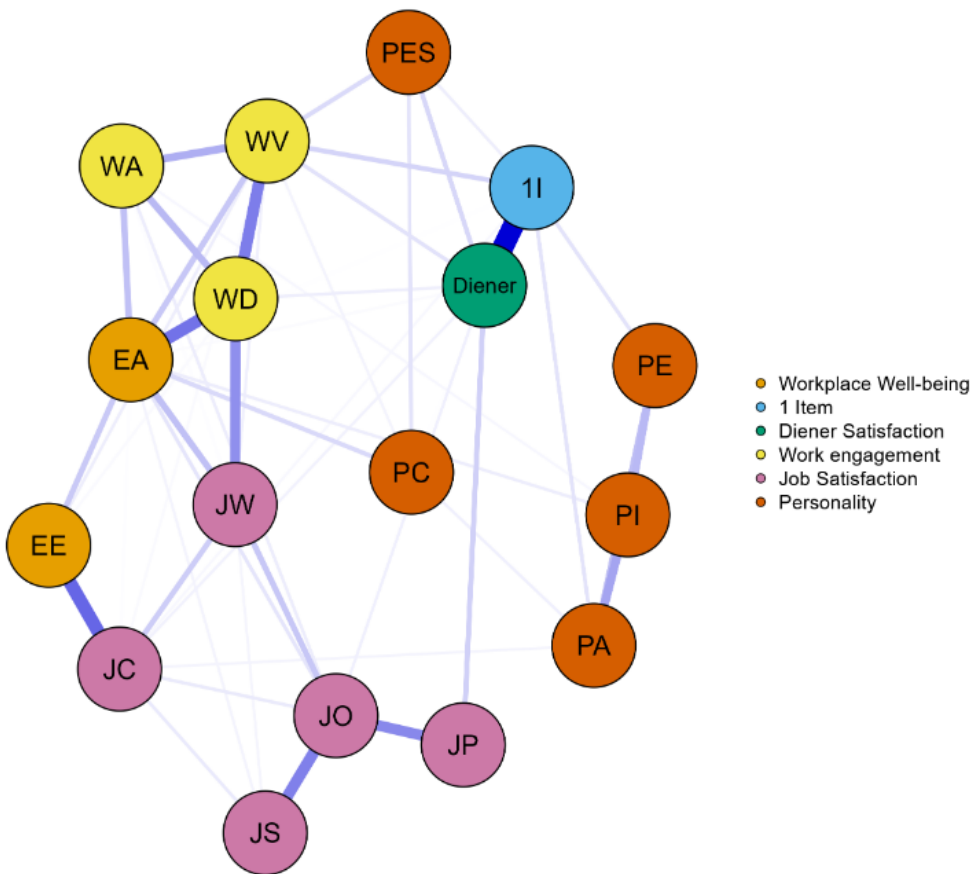 PES
WV
WA
1I
Diener
WD
EA
PE
PC
JW
PI
EE
PA
JC
JO
JP
JS
Workplace Well-being
1 Item
Diener Satisfaction
Work engagement
Job Satisfaction
Personality